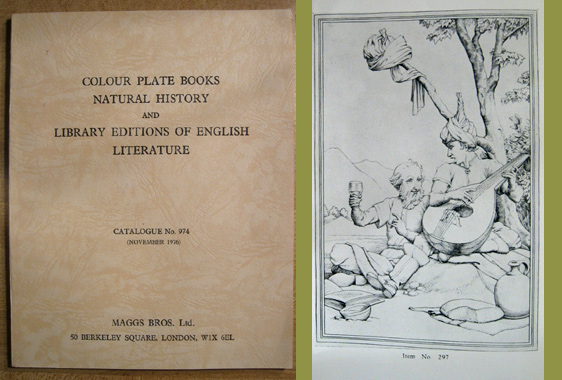 COLOUR PLATE BOOKS
NATURAL HISTORY
AND
LIBRARY EDITIONS OF ENGLISH
LITERATURE
CATALOGUE No. 974
(NOVEMBER 1976)
MAGGS BROS. Ltd.
50 BERKELEY SQUARE, LONDON, W1X 6EL
Item No. 297